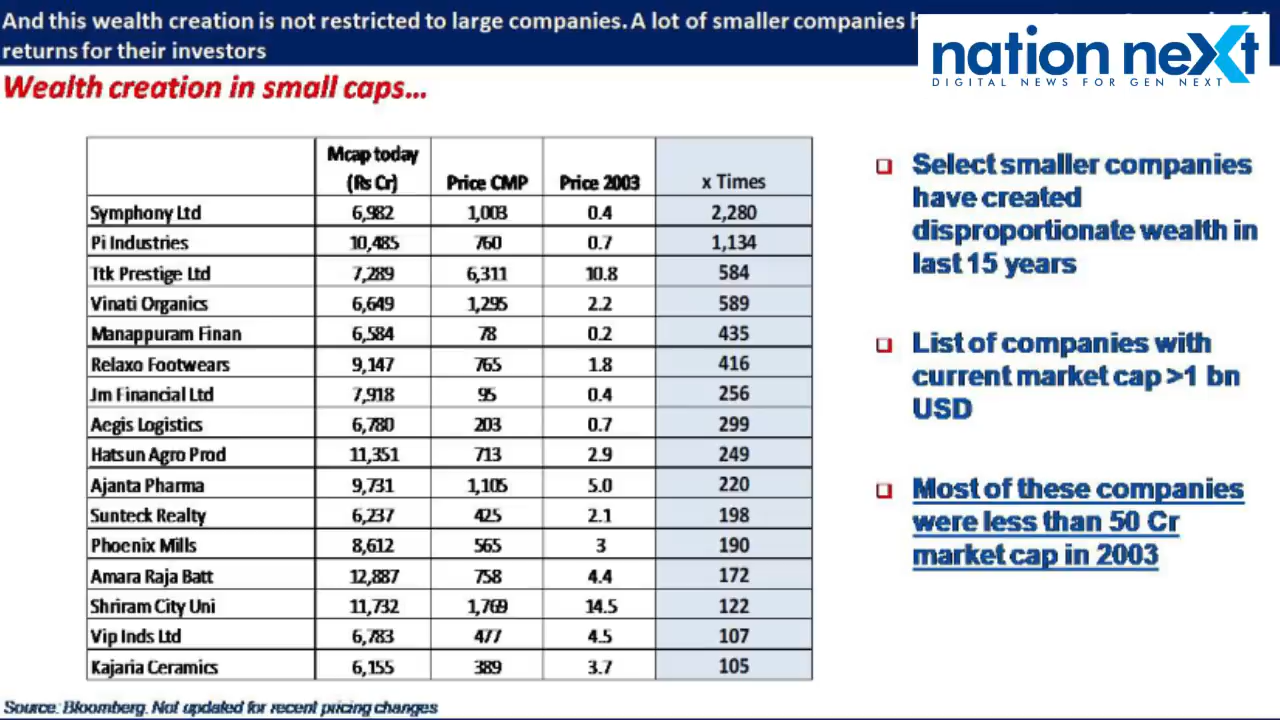 And this wealth creation is not restricted to large companies. A lot of smaller companies
returns for their investors
nation next
DIGITAL NEWS FOR GEN NEXT
Wealth creation in small caps...
Mcap today (Rs Cr) Price CMP Price 2003 x Times
Symphony Ltd 6,982 1,003 0.4 2,280
Pi Industries 10,485 760 0.7 1,134
Ttk Prestige Ltd 7,289 6,311 10.8 584
Vinati Organics 6,649 1,295 2.2 589
Manappuram Finan 6,584 78 0.2 435
Relaxo Footwears 9,147 765 1.8 416
Jm Financial Ltd 7,918 95 0.4 256
Aegis Logistics 6,780 203 0.7 299
Hatsun Agro Prod 11,351 713 2.9 249
Ajanta Pharma 9,731 1,105 5.0 220
Sunteck Realty 6,237 425 2.1 198
Phoenix Mills 8,612 565 3 190
Amara Raja Batt 12,887 758 4.4 172
Shriram City Uni 11,732 1,769 14.5 122
Vip Inds Ltd 6,783 477 4.5 107
Kajaria Ceramics 6,155 389 3.7 105
Select smaller companies
have created
disproportionate wealth in
last 15 years
List of companies with
current market cap >1 bn
USD
Most of these companies
were less than 50 Cr
market cap in 2003
Source: Bloomberg. Not updated for recent pricing changes